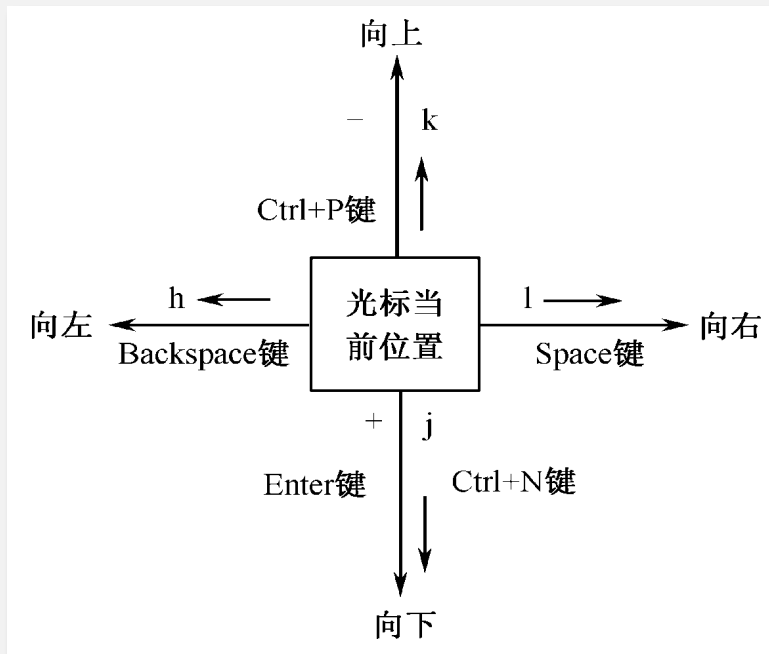 向上
– k
Ctrl+P键
h
光标当
l
向左
前位置
向右
Backspace键
Space键
+ j
Enter键
Ctrl+N键
向下